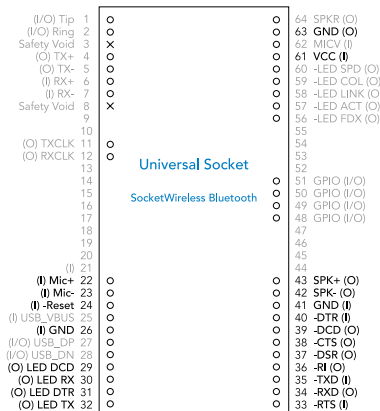 (I/O) Tip 1 64 SPKR (O)
(I/O) Ring 2 63 GND (O)
Safety Void 3 62 MICV (I)
(O) TX+ 4 61 VCC (I)
(O) TX- 5 60 -LED SPD (O)
(I) RX+ 6 59 -LED COL (O)
(I) RX- 7 58 -LED LINK (O)
Safety Void 8 57 -LED ACT (O)
9 56 -LED FDX (O)
10 55
(O) TXCLK 11 54
(O) RXCLK 12 53
13 Universal Socket 52
14 51 GPIO (I/O)
15 SocketWireless Bluetooth 50 GPIO (I/O)
16 49 GPIO (I/O)
17 48 GPIO (I/O)
18 47
19 46
20 45
(I) 21 44
(I) Mic+ 22 43 SPK+ (O)
(I) Mic- 23 42 SPK- (O)
(I) -Reset 24 41 GND (I)
(I) USB_VBUS 25 40 -DTR (I)
(I) GND 26 39 -DCD (O)
(I/O) USB_DP 27 38 -CTS (O)
(I/O) USB_DN 28 37 -DSR (O)
(O) LED DCD 29 36 -RI (O)
(O) LED RX 30 35 -TXD (I)
(O) LED DTR 31 34 -RXD (O)
(O) LED TX 32 33 -RTS (I)